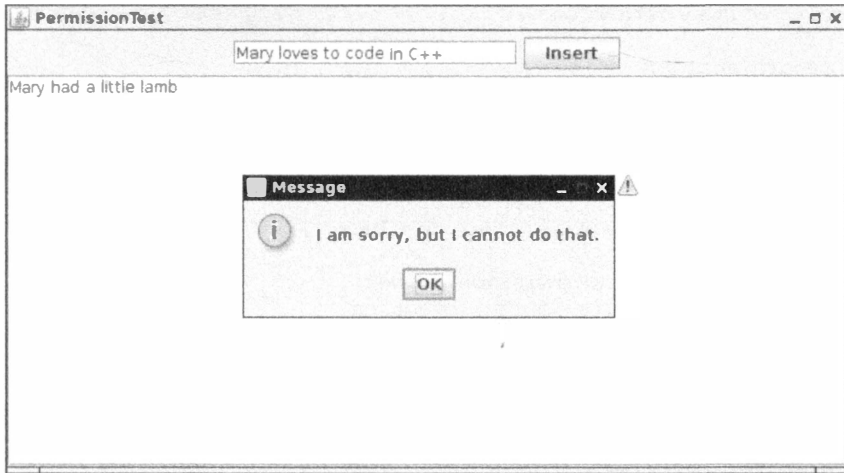 PermissionTest
Mary loves to code in C++
Insert
Mary had a little lamb
Message
I am sorry, but I cannot do that.
OK